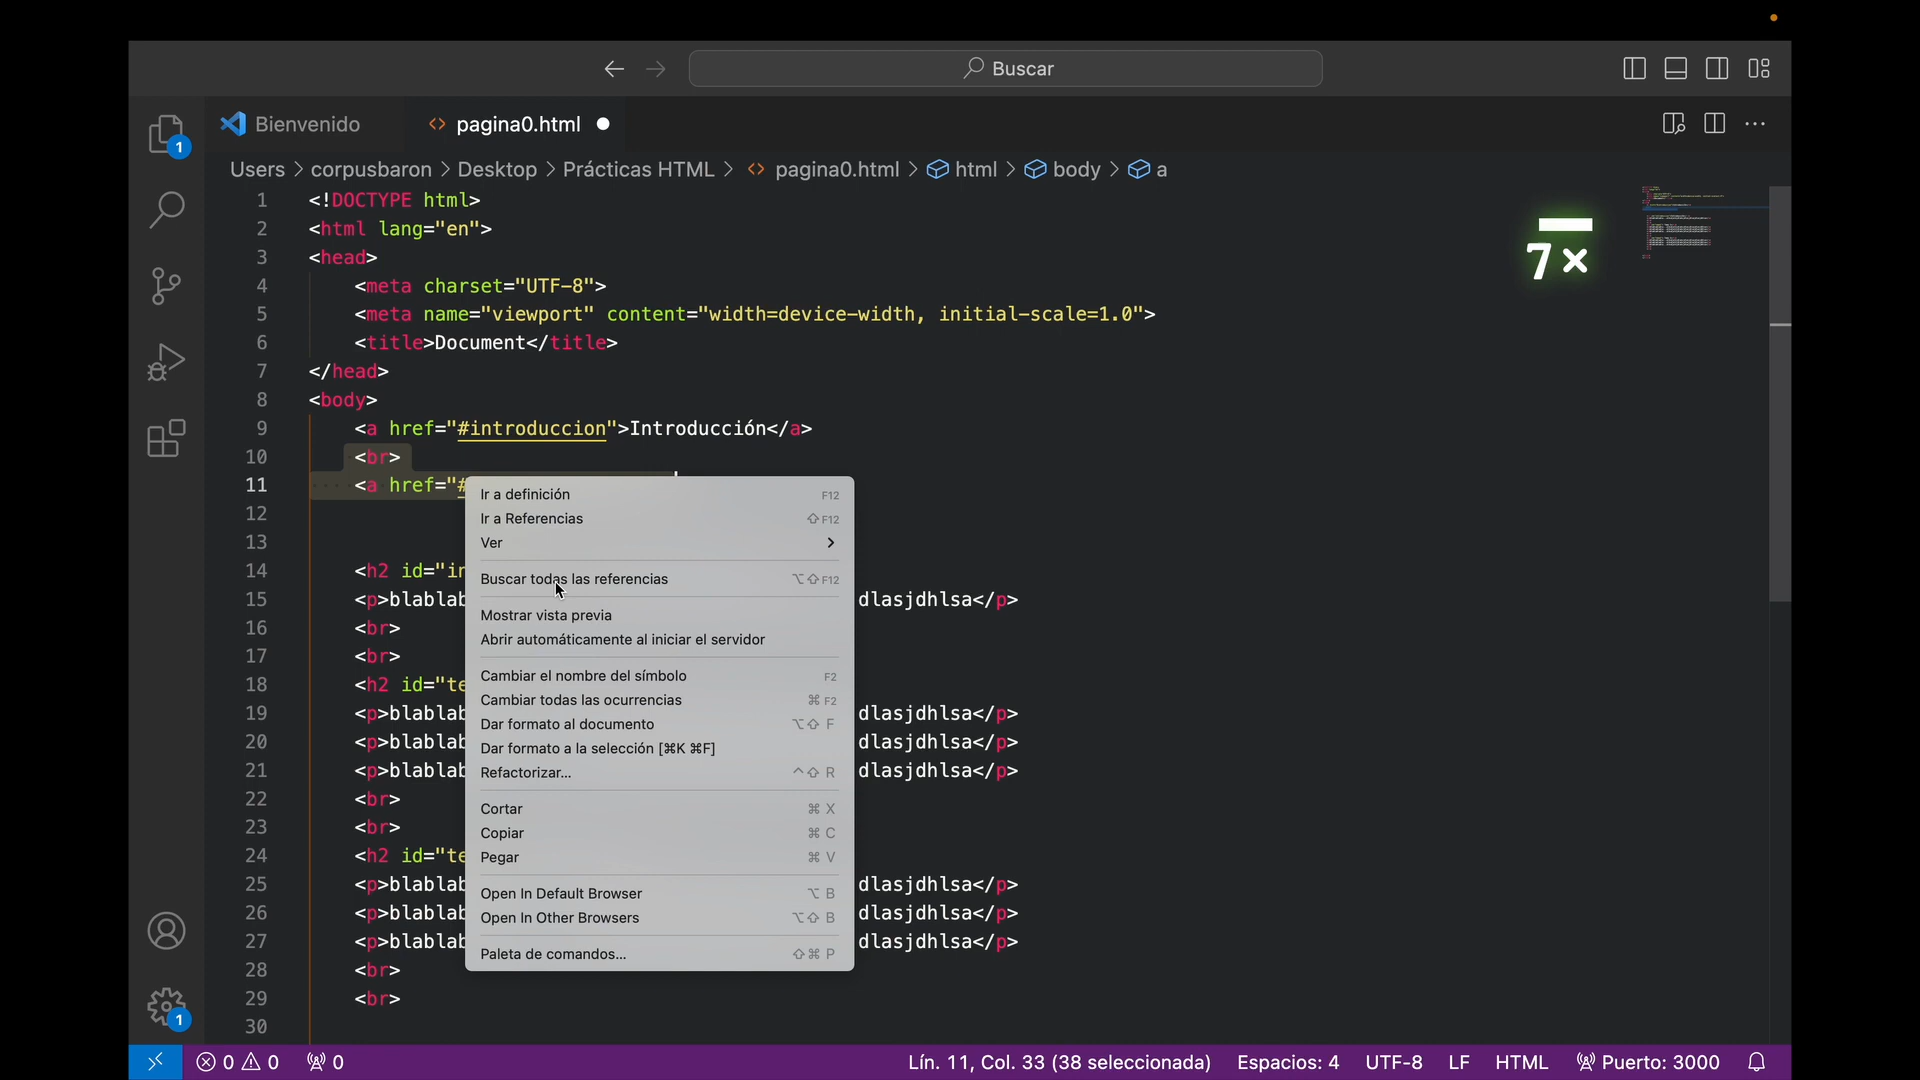 Buscar
Bienvenido
<> pagina0.html
Users > corpusbaron > Desktop > Prácticas HTML > <> pagina0.html > html > body > a
7×
1 <!DOCTYPE html>
2 <html lang="en">
3 <head>
4 <meta charset="UTF-8">
5 <meta name="viewport" content="width=device-width, initial-scale=1.0">
6 <title>Document</title>
7 </head>
8 <body>
9 <a href="#introduccion">Introducción</a>
10 <br>
11 <a href="#
12
13
14 <h2 id="in
15 <p>blablab dlasjdhlsa</p>
16 <br>
17 <br>
18 <h2 id="te
19 <p>blablab dlasjdhlsa</p>
20 <p>blablab dlasjdhlsa</p>
21 <p>blablab dlasjdhlsa</p>
22 <br>
23 <br>
24 <h2 id="te
25 <p>blablab dlasjdhlsa</p>
26 <p>blablab dlasjdhlsa</p>
27 <p>blablab dlasjdhlsa</p>
28 <br>
29 <br>
30
Ir a definición F12
Ir a Referencias ⇧F12
Ver >
Buscar todas las referencias ⌥⇧F12
Mostrar vista previa
Abrir automáticamente al iniciar el servidor
Cambiar el nombre del símbolo F2
Cambiar todas las ocurrencias ⌘F2
Dar formato al documento ⌥⇧F
Dar formato a la selección [⌘K ⌘F]
Refactorizar... ^⇧R
Cortar ⌘X
Copiar ⌘C
Pegar ⌘V
Open In Default Browser ⌥B
Open In Other Browsers ⌥⇧B
Paleta de comandos... ⇧⌘P
1
1
0 0 0
Lín. 11, Col. 33 (38 seleccionada) Espacios: 4 UTF-8 LF HTML Puerto: 3000